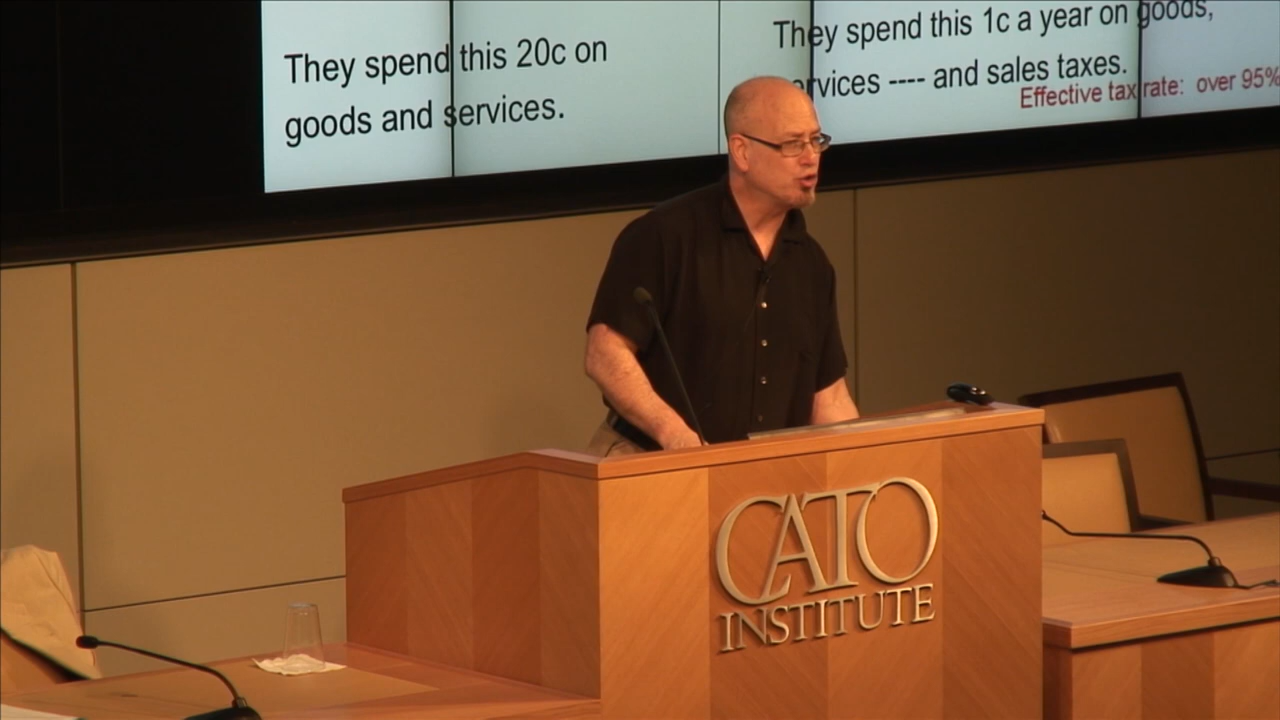 They spend this 20c on
goods and services.
They spend this 1c a year on goods,
ervices ---- and sales taxes.
Effective tax rate: over 95%
CATO
INSTITUTE